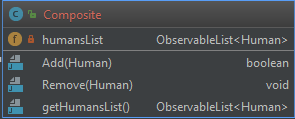 C Composite
f humansList ObservableList<Human>
Add(Human) boolean
Remove(Human) void
getHumansList() ObservableList<Human>